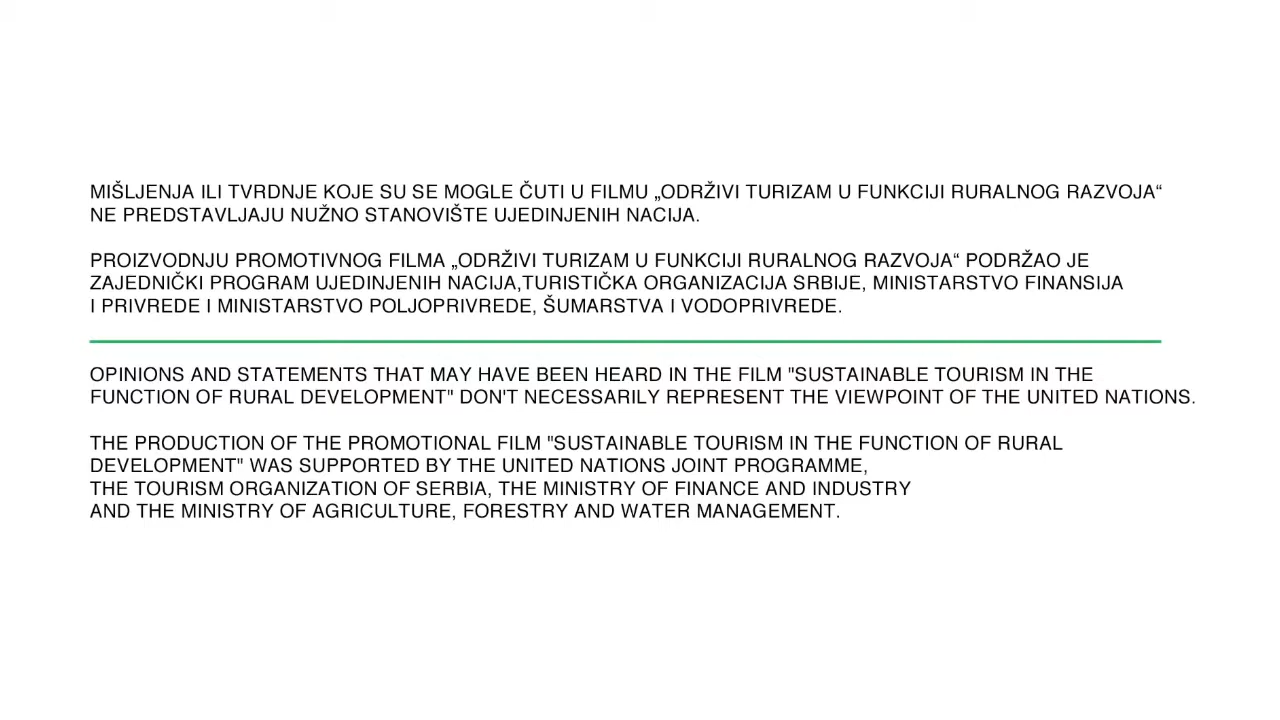 MIŠLJENJA ILI TVRDNJE KOJE SU SE MOGLE ČUTI U FILMU „ODRŽIVI TURIZAM U FUNKCIJI RURALNOG RAZVOJA“
NE PREDSTAVLJAJU NUŽNO STANOVIŠTE UJEDINJENIH NACIJA.
PROIZVODNJU PROMOTIVNOG FILMA „ODRŽIVI TURIZAM U FUNKCIJI RURALNOG RAZVOJA“ PODRŽAO JE
ZAJEDNIČKI PROGRAM UJEDINJENIH NACIJA,TURISTIČKA ORGANIZACIJA SRBIJE, MINISTARSTVO FINANSIJA
I PRIVREDE I MINISTARSTVO POLJOPRIVREDE, ŠUMARSTVA I VODOPRIVREDE.
OPINIONS AND STATEMENTS THAT MAY HAVE BEEN HEARD IN THE FILM "SUSTAINABLE TOURISM IN THE
FUNCTION OF RURAL DEVELOPMENT" DON'T NECESSARILY REPRESENT THE VIEWPOINT OF THE UNITED NATIONS.
THE PRODUCTION OF THE PROMOTIONAL FILM "SUSTAINABLE TOURISM IN THE FUNCTION OF RURAL
DEVELOPMENT" WAS SUPPORTED BY THE UNITED NATIONS JOINT PROGRAMME,
THE TOURISM ORGANIZATION OF SERBIA, THE MINISTRY OF FINANCE AND INDUSTRY
AND THE MINISTRY OF AGRICULTURE, FORESTRY AND WATER MANAGEMENT.